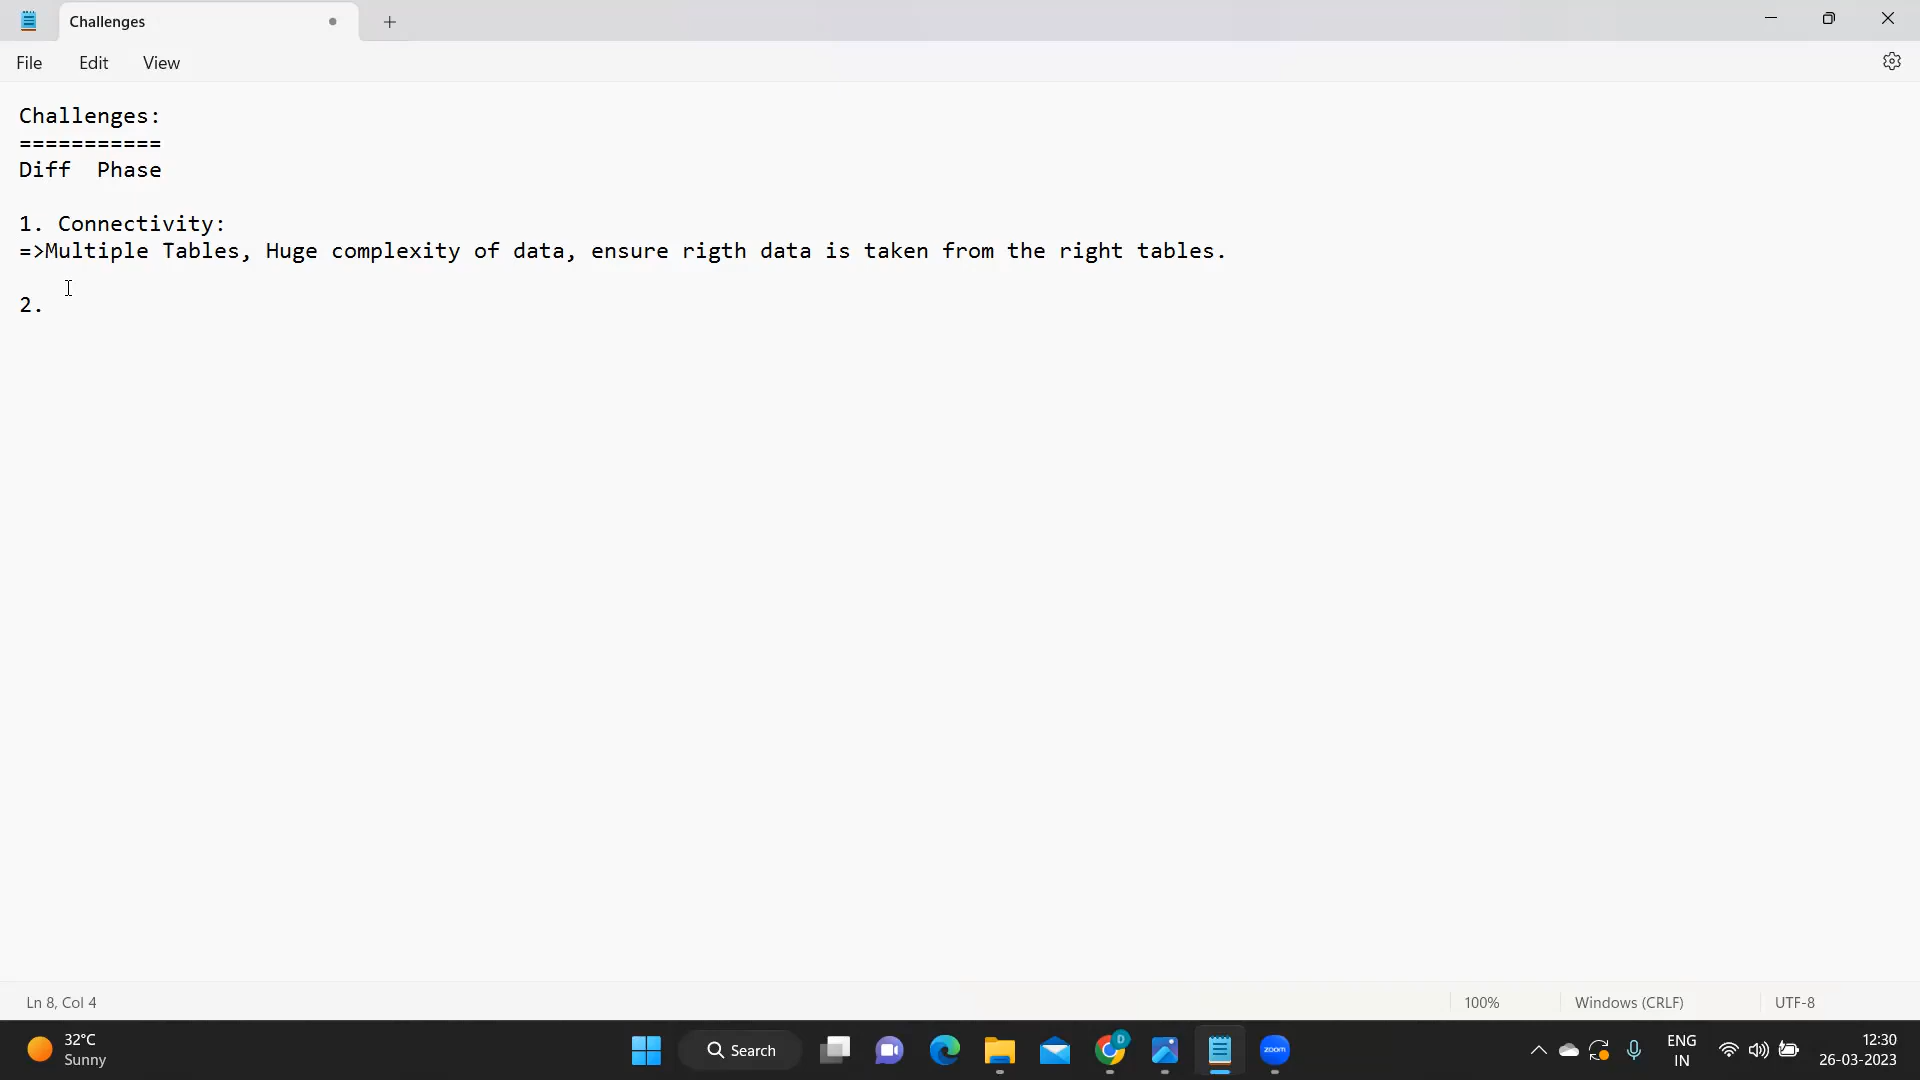 Challenges
File Edit View
Challenges:
===========
Diff  Phase
1. Connectivity:
=>Multiple Tables, Huge complexity of data, ensure rigth data is taken from the right tables.
2.
Ln 8, Col 4
100%
Windows (CRLF)
UTF-8
32°C
Sunny
Search
D
zoom
ENG
IN
12:30
26-03-2023